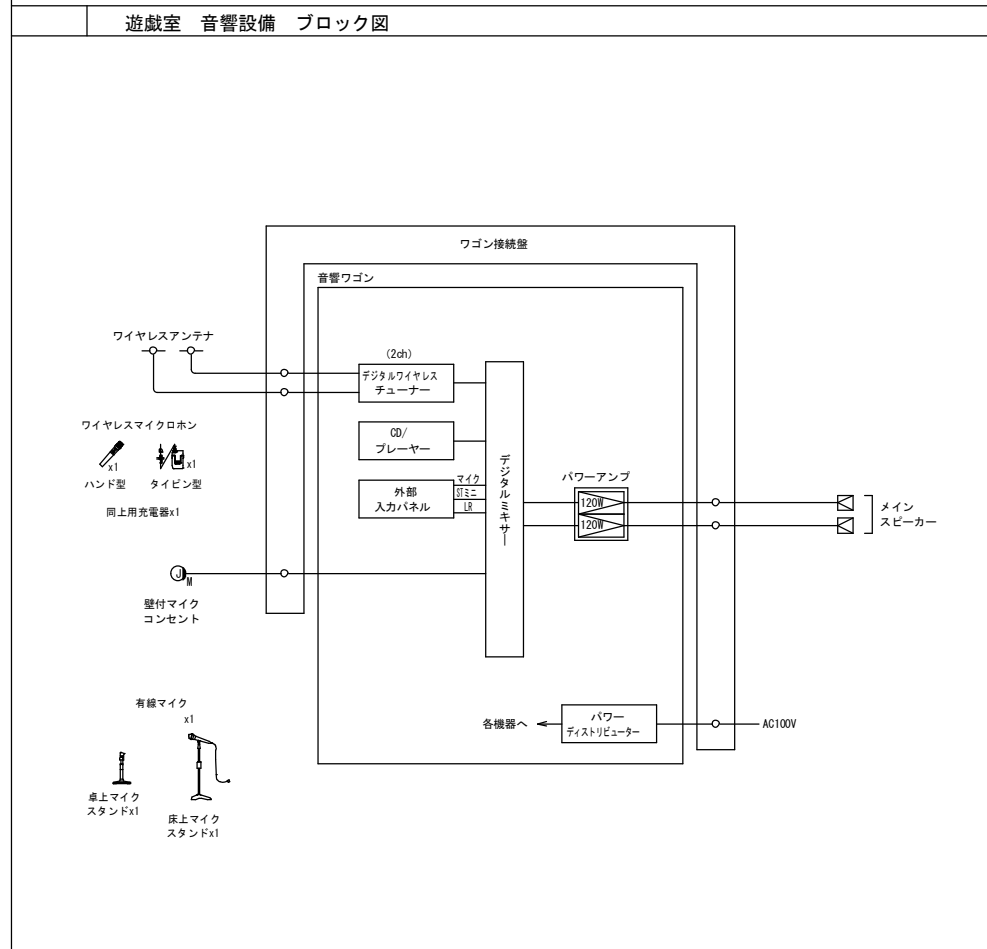 遊戯室　音響設備　ブロック図
ワゴン接続盤
音響ワゴン
ワイヤレスアンテナ
(2ch)
デジタルワイヤレス
チューナー
ワイヤレスマイクロホン
x1
x1
ハンド型
タイピン型
同上用充電器x1
CD/
プレーヤー
外部
入力パネル
マイク
STミニ
LR
デジタルミキサー
パワーアンプ
120W
120W
メイン
スピーカー
J
M
壁付マイク
コンセント
有線マイク
x1
卓上マイク
スタンドx1
床上マイク
スタンドx1
各機器へ
パワー
ディストリビューター
AC100V